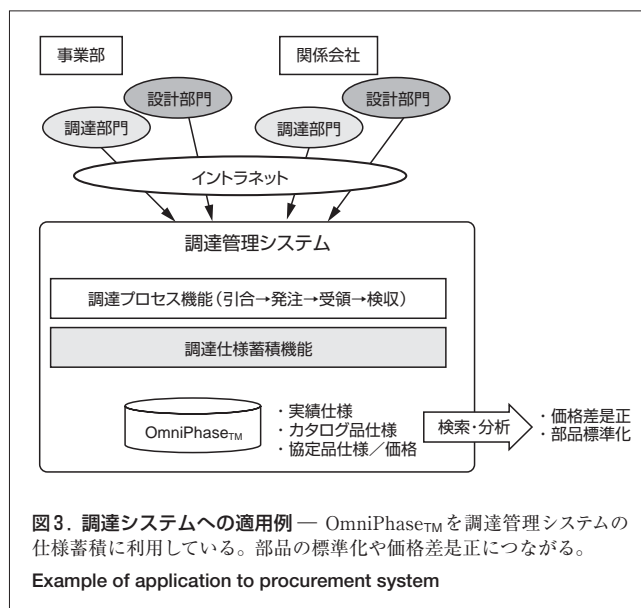 事業部
関係会社
設計部門
設計部門
調達部門
調達部門
イントラネット
調達管理システム
調達プロセス機能(引合→発注→受領→検収)
調達仕様蓄積機能
OmniPhaseTM
・実績仕様
・カタログ品仕様
・協定品仕様/価格
検索・分析
・価格差是正
・部品標準化
図3. 調達システムへの適用例 — OmniPhaseTMを調達管理システムの
仕様蓄積に利用している。部品の標準化や価格差是正につながる。
Example of application to procurement system